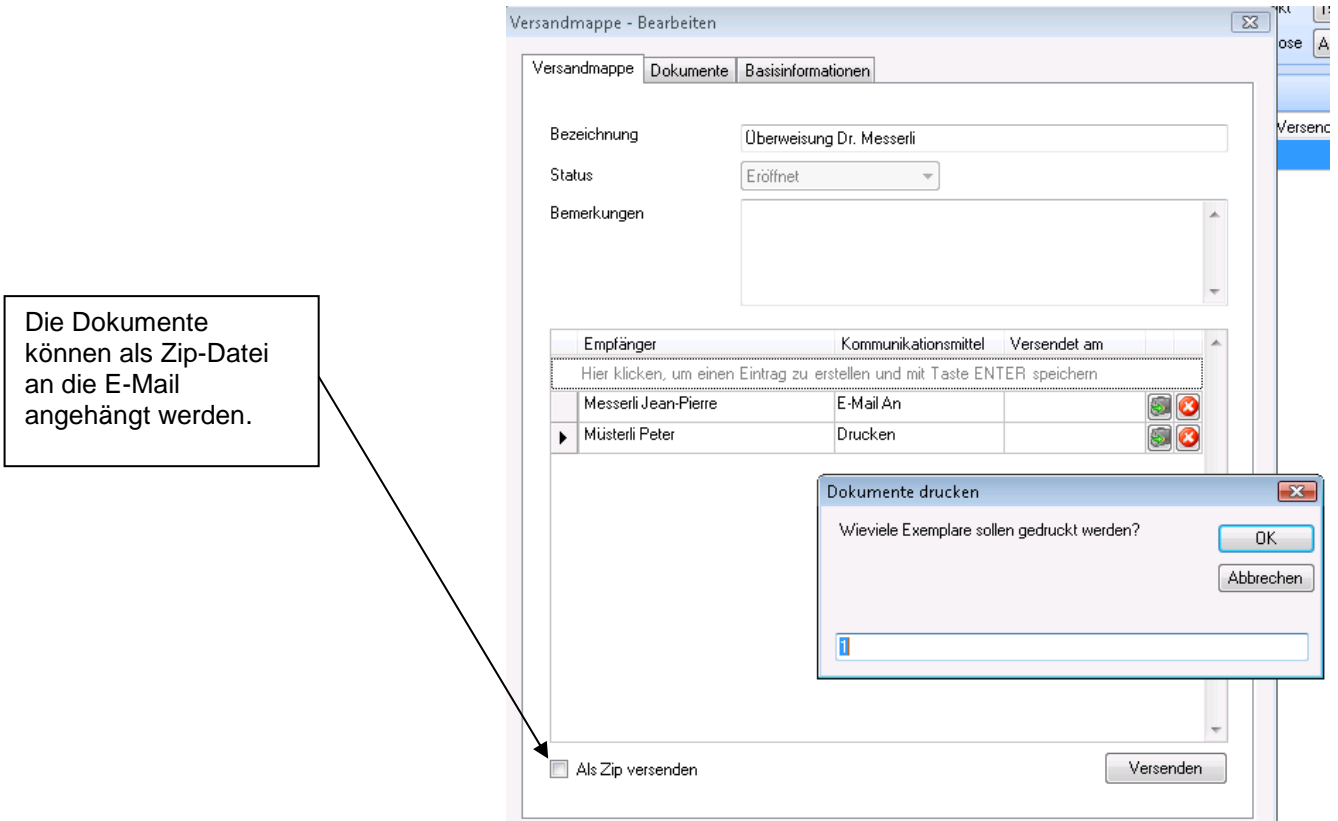 Versandmappe - Bearbeiten
Versandmappe Dokumente Basisinformationen
Bezeichnung Überweisung Dr. Messerli
Status Eröffnet
Bemerkungen
Die Dokumente
können als Zip-Datei
an die E-Mail
angehängt werden.
Empfänger Kommunikationsmittel Versendet am
Hier klicken, um einen Eintrag zu erstellen und mit Taste ENTER speichern
Messerli Jean-Pierre E-Mail An
Müsterli Peter Drucken
Dokumente drucken
Wieviele Exemplare sollen gedruckt werden?
OK
Abbrechen
1
Als Zip versenden Versenden
ose